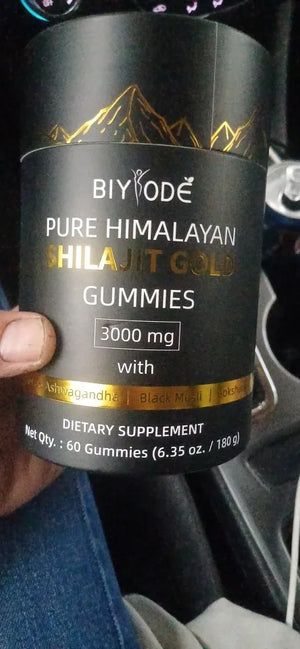 BIYODE
PURE HIMALAYAN
SHILAJIT GOLD
GUMMIES
3000 mg
with
Ashwagandha | Black Musli |
DIETARY SUPPLEMENT
Net Qty. : 60 Gummies (6.35 oz. / 180 g)